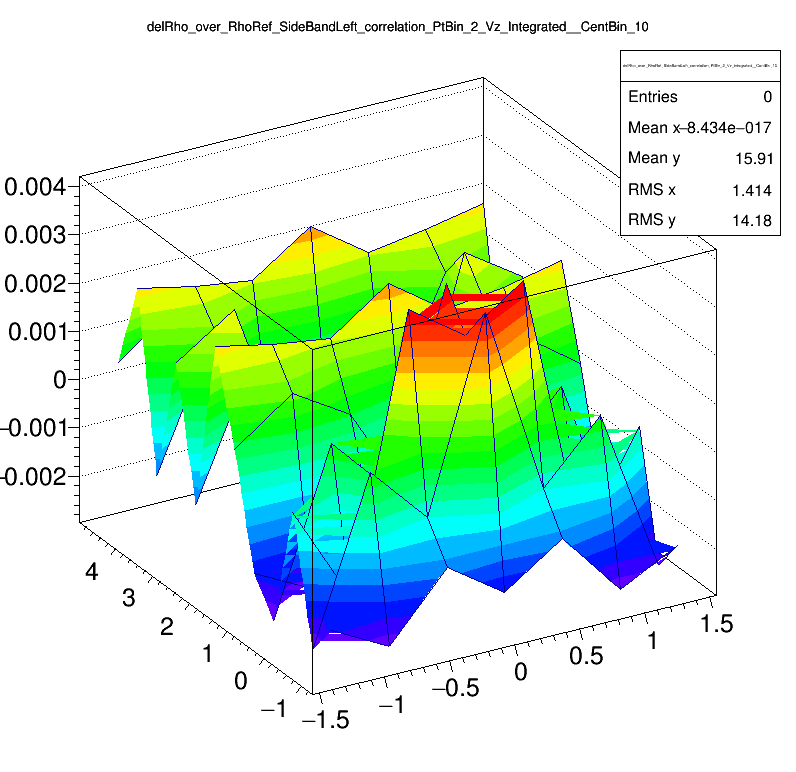 delRho_over_RhoRef_SideBandLeft_correlation_PtBin_2_Vz_Integrated__CentBin_10
delRho_over_RhoRef_SideBandLeft_correlation_PtBin_2_Vz_Integrated__CentBin_10
Entries 0
Mean x−8.434e−017
Mean y 15.91
RMS x 1.414
RMS y 14.18
0.004
0.003
0.002
0.001
0
−0.001
−0.002
4
3
2
1
0
−1
−1.5
−1
−0.5
0
0.5
1
1.5